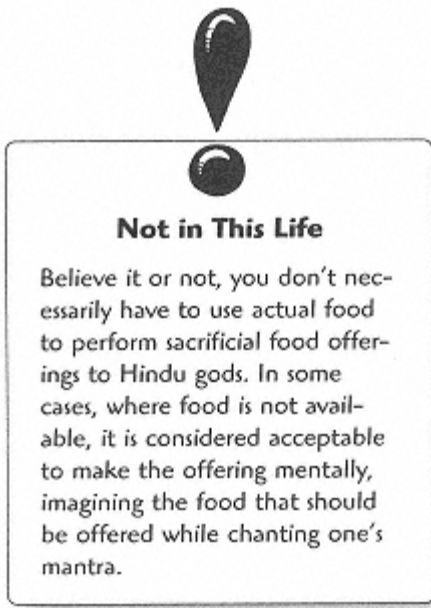 Not in This Life
Believe it or not, you don't nec-
essarily have to use actual food
to perform sacrificial food offer-
ings to Hindu gods. In some
cases, where food is not avail-
able, it is considered acceptable
to make the offering mentally,
imagining the food that should
be offered while chanting one's
mantra.